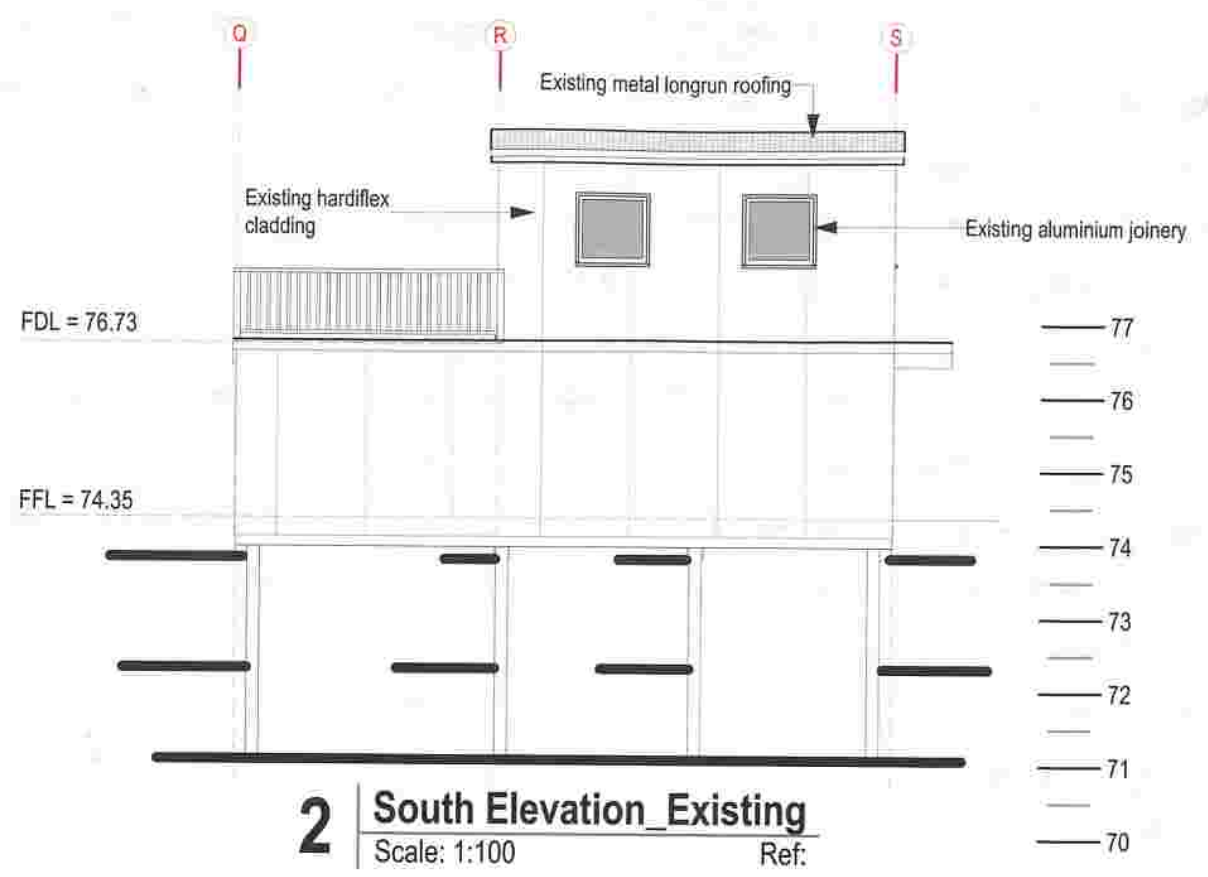 Q
R
S
Existing metal longrun roofing
Existing hardiflex
cladding
Existing aluminium joinery
FDL = 76.73
77
76
75
FFL = 74.35
74
73
72
71
70
2
South Elevation_Existing
Scale: 1:100
Ref: